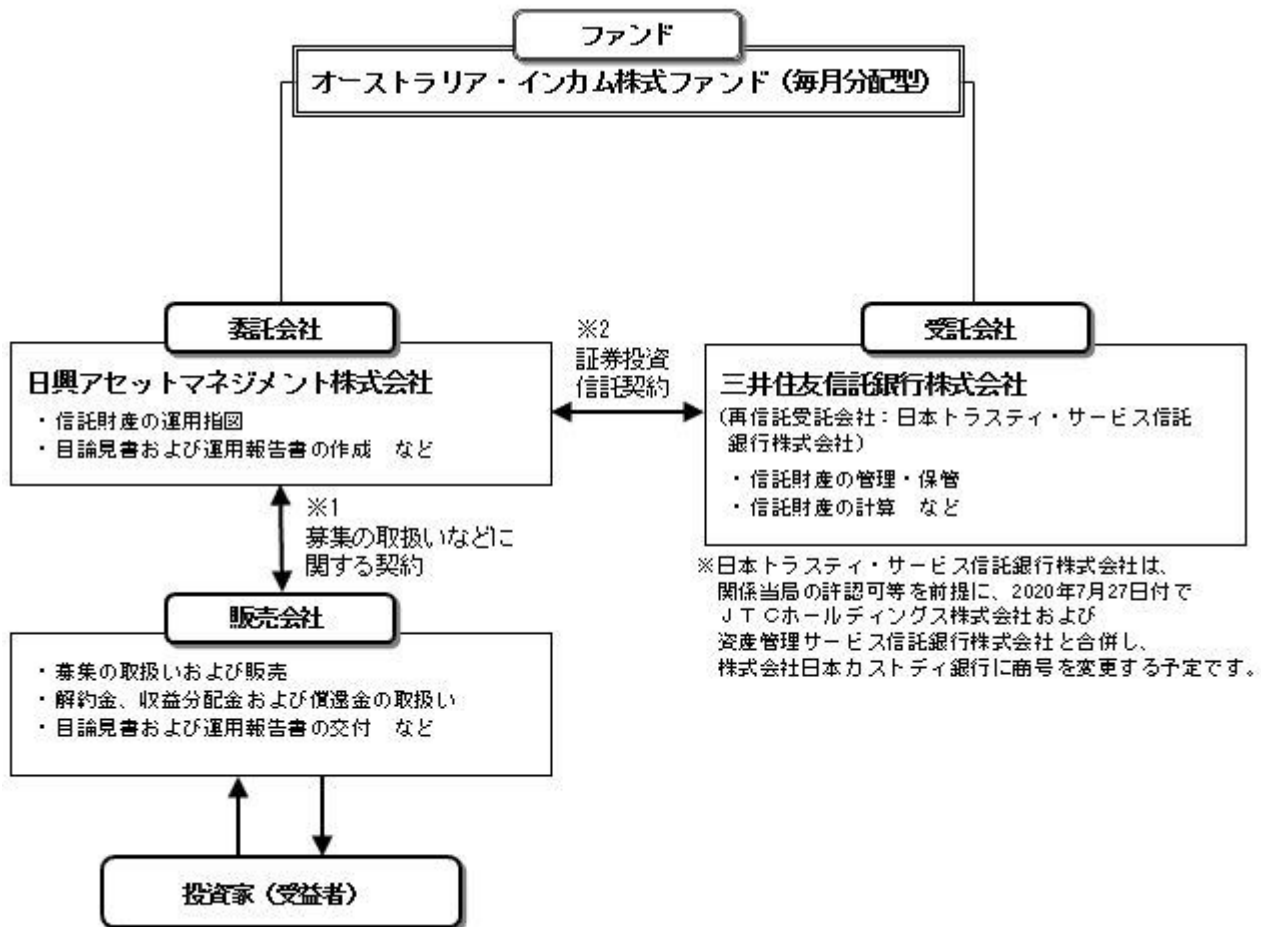 ファンド
オーストラリア・インカム株式ファンド(毎月分配型)
委託会社
日興アセットマネジメント株式会社
・信託財産の運用指図
・目論見書および運用報告書の作成 など
※2
証券投資
信託契約
受託会社
三井住友信託銀行株式会社
(再信託受託会社:日本トラスティ・サービス信託
銀行株式会社)
・信託財産の管理・保管
・信託財産の計算 など
※1
募集の取扱いなどに
関する契約
※日本トラスティ・サービス信託銀行株式会社は、
関係当局の許認可等を前提に、2020年7月27日付で
JTCホールディングス株式会社および
資産管理サービス信託銀行株式会社と合併し、
株式会社日本カストディ銀行に商号を変更する予定です。
販売会社
・募集の取扱いおよび販売
・解約金、収益分配金および償還金の取扱い
・目論見書および運用報告書の交付 など
投資家(受益者)